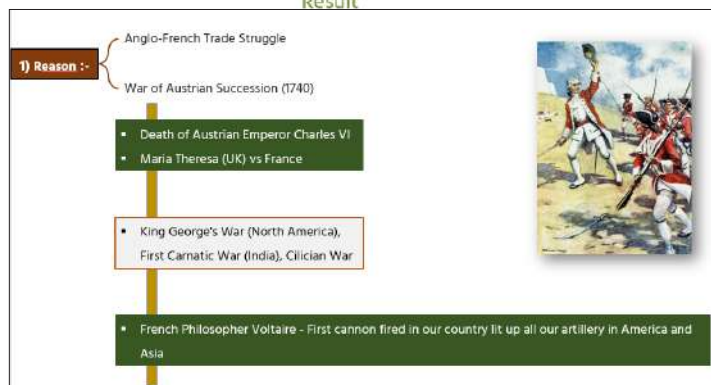 Result
Anglo-French Trade Struggle
1) Reason :-
War of Austrian Succession (1740)
▪ Death of Austrian Emperor Charles VI
▪ Maria Theresa (UK) vs France
▪ King George's War (North America),
First Carnatic War (India), Cilician War
▪ French Philosopher Voltaire - First cannon fired in our country lit up all our artillery in America and
Asia